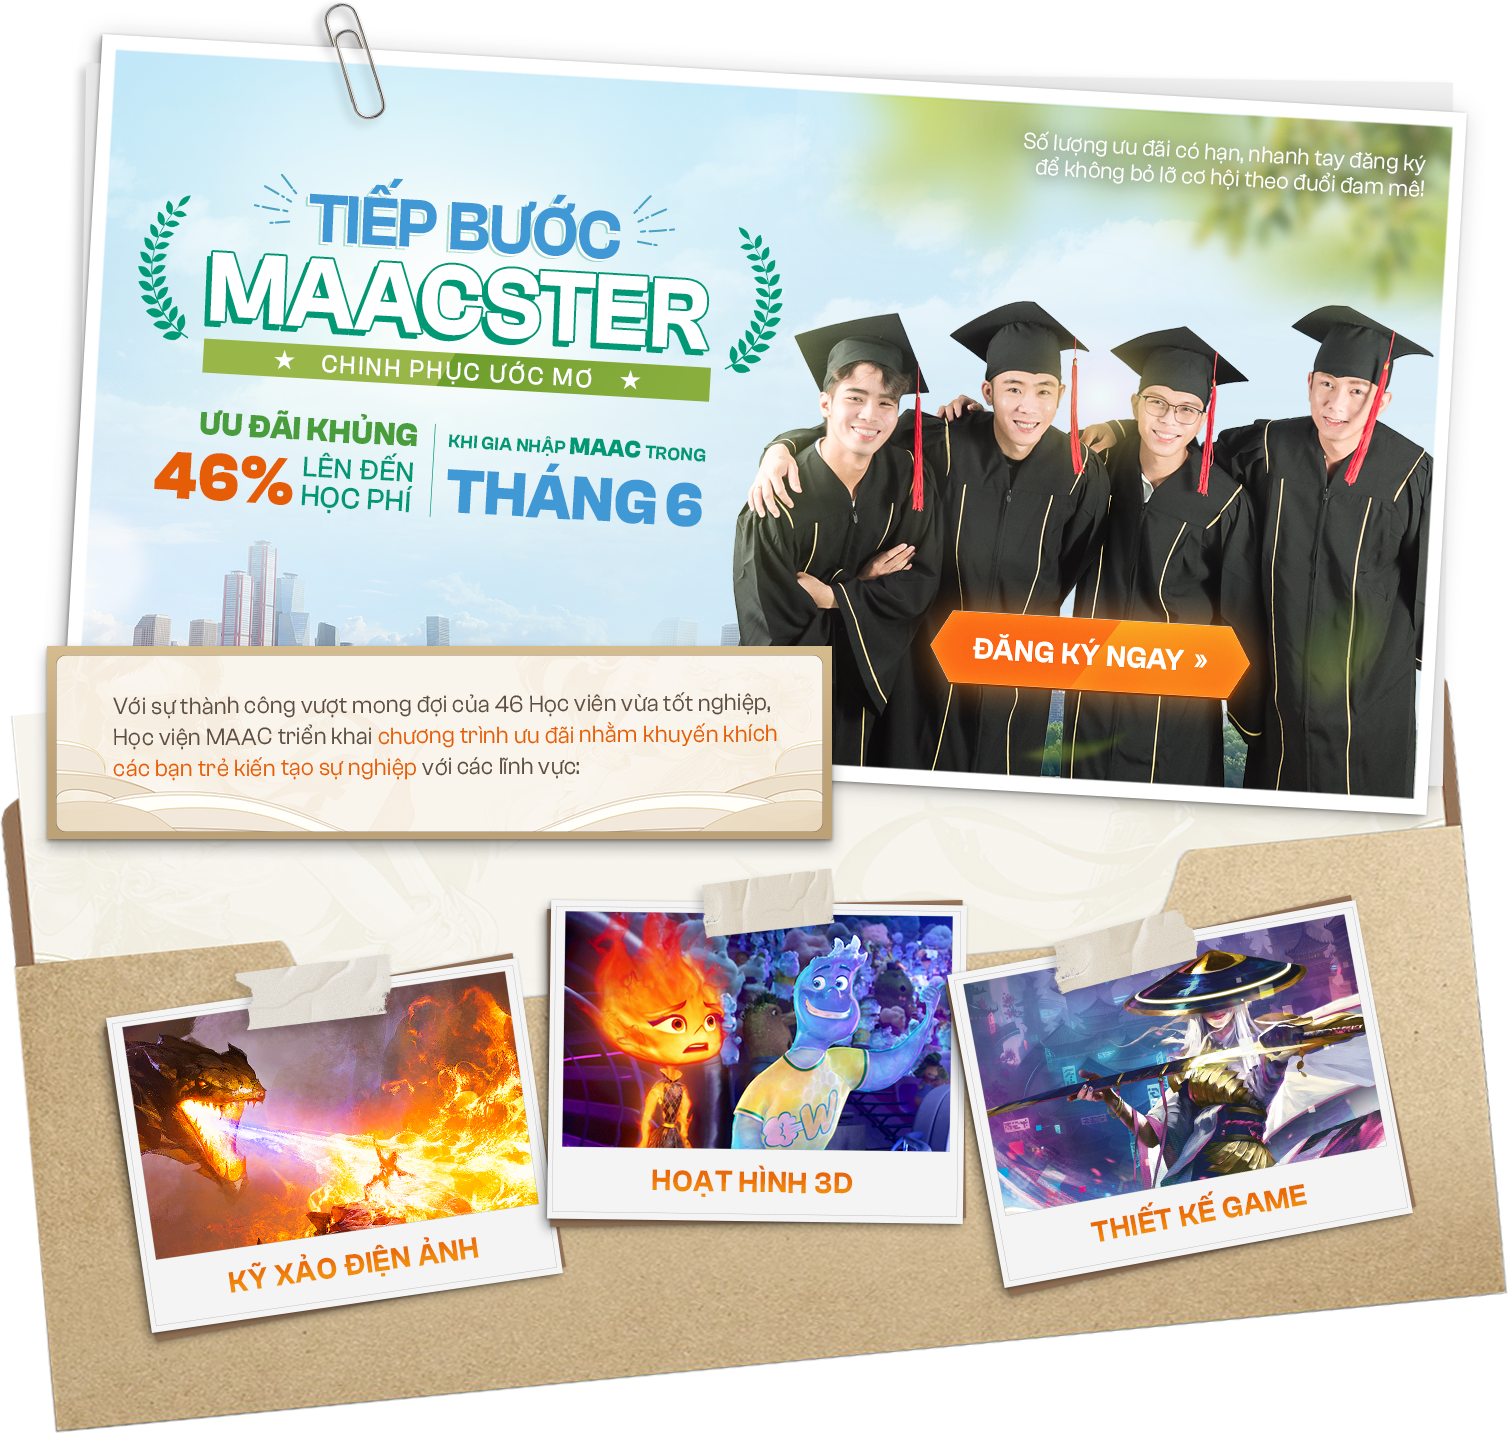 Số lượng ưu đãi có hạn, nhanh tay đăng ký
để không bỏ lỡ cơ hội theo đuổi đam mê!
TIẾP BƯỚC
MAACSTER
CHINH PHỤC ƯỚC MƠ
ƯU ĐÃI KHỦNG
46% LÊN ĐẾN
HỌC PHÍ
KHI GIA NHẬP MAAC TRONG
THÁNG 6
ĐĂNG KÝ NGAY »
Với sự thành công vượt mong đợi của 46 Học viên vừa tốt nghiệp,
Học viện MAAC triển khai chương trình ưu đãi nhằm khuyến khích
các bạn trẻ kiến tạo sự nghiệp với các lĩnh vực:
KỸ XẢO ĐIỆN ẢNH
HOẠT HÌNH 3D
THIẾT KẾ GAME